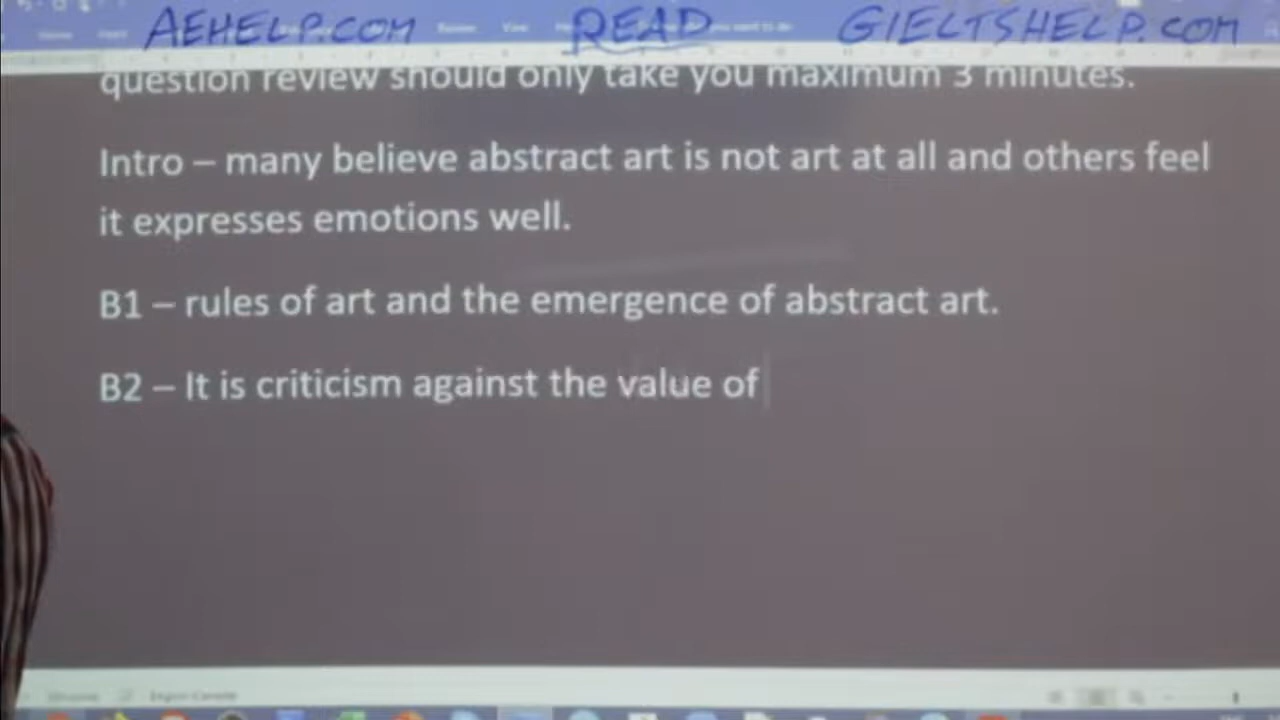 AEHELP.COM READ GIELTSHELP.COM
question review should only take you maximum 3 minutes.
Intro – many believe abstract art is not art at all and others feel
it expresses emotions well.
B1 – rules of art and the emergence of abstract art.
B2 – It is criticism against the value of